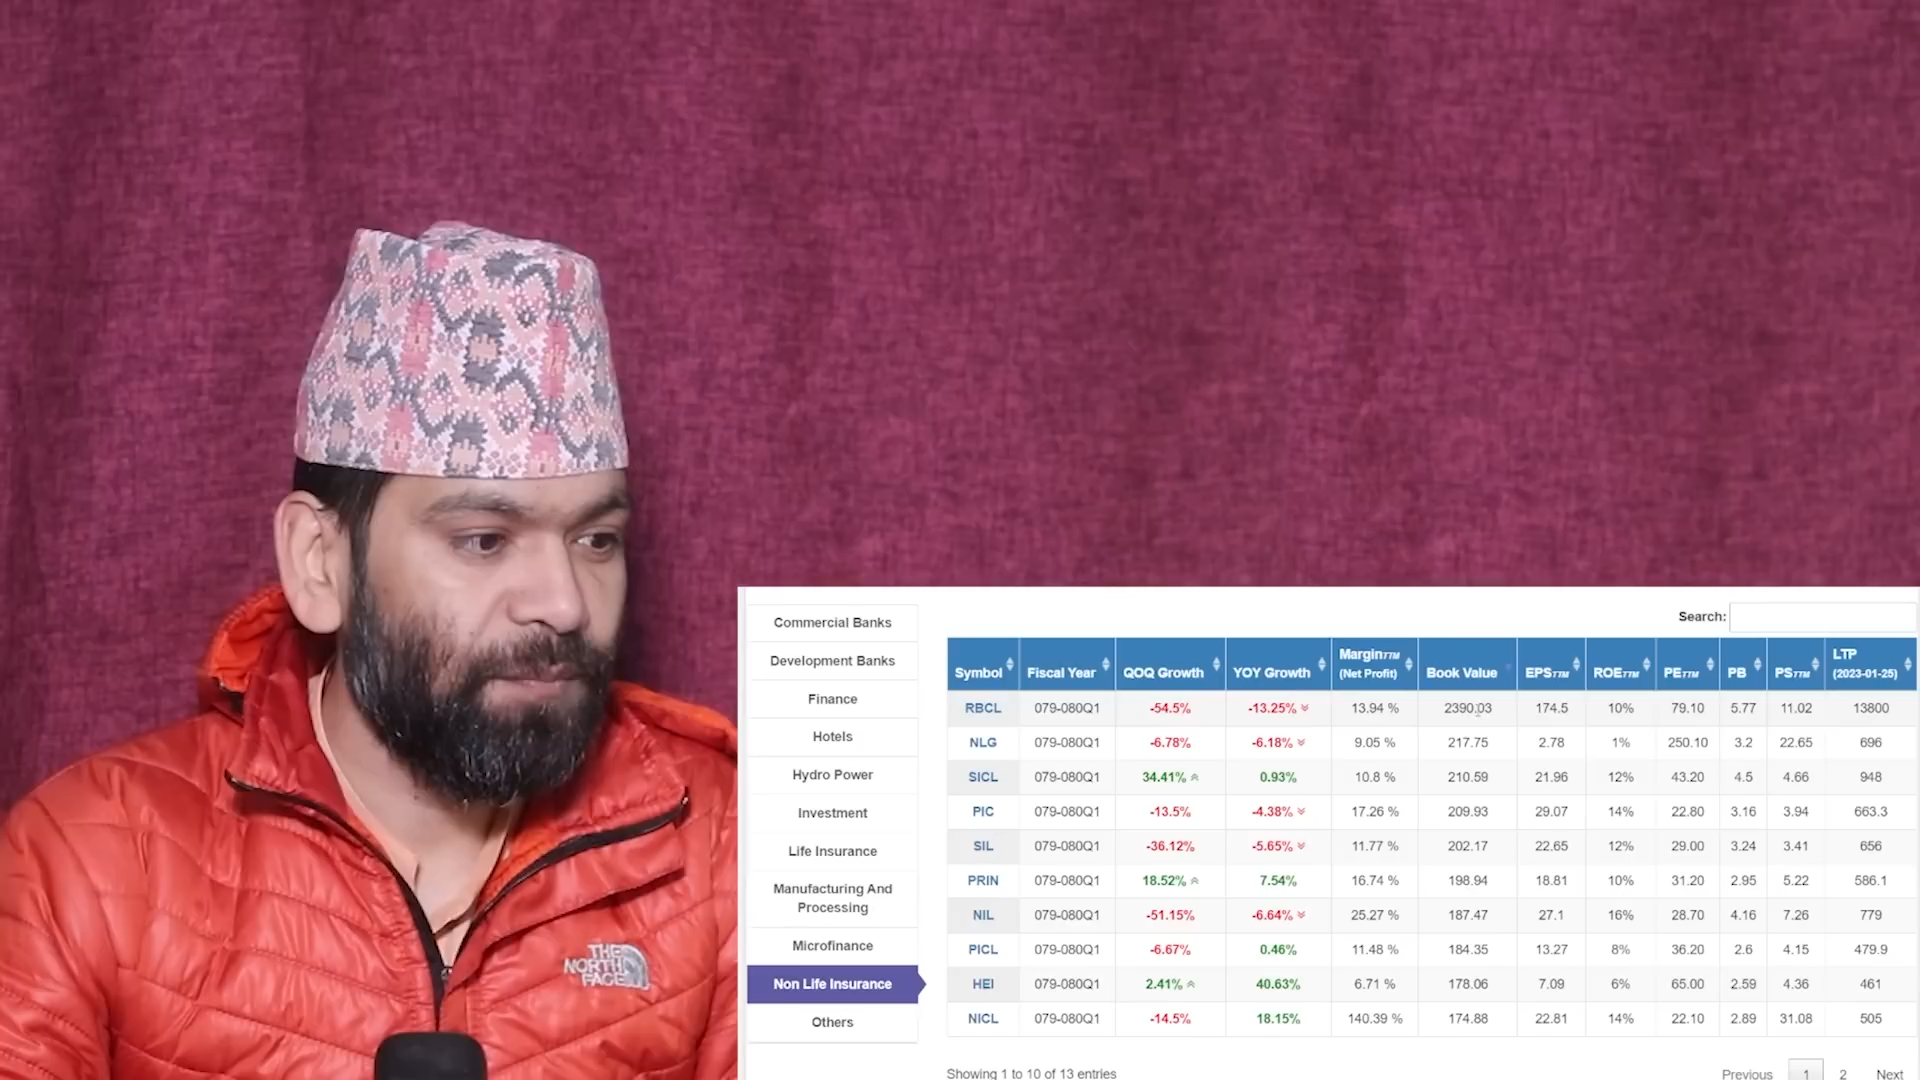 THE
NORTH
FACE
Commercial Banks
Development Banks
Finance
Hotels
Hydro Power
Investment
Life Insurance
Manufacturing And
Processing
Microfinance
Non Life Insurance
Others
Search:
Symbol Fiscal Year QOQ Growth YOY Growth MarginTTM (Net Profit) Book Value EPSTTM ROETTM PETTM PB PSTTM LTP (2023-01-25)
RBCL 079-080Q1 -54.5% -13.25% 13.94 % 2390.03 174.5 10% 79.10 5.77 11.02 13800
NLG 079-080Q1 -6.78% -6.18% 9.05 % 217.75 2.78 1% 250.10 3.2 22.65 696
SICL 079-080Q1 34.41% 0.93% 10.8 % 210.59 21.96 12% 43.20 4.5 4.66 948
PIC 079-080Q1 -13.5% -4.38% 17.26 % 209.93 29.07 14% 22.80 3.16 3.94 663.3
SIL 079-080Q1 -36.12% -5.65% 11.77 % 202.17 22.65 12% 29.00 3.24 3.41 656
PRIN 079-080Q1 18.52% 7.54% 16.74 % 198.94 18.81 10% 31.20 2.95 5.22 586.1
NIL 079-080Q1 -51.15% -6.64% 25.27 % 187.47 27.1 16% 28.70 4.16 7.26 779
PICL 079-080Q1 -6.67% 0.46% 11.48 % 184.35 13.27 8% 36.20 2.6 4.15 479.9
HEI 079-080Q1 2.41% 40.63% 6.71 % 178.06 7.09 6% 65.00 2.59 4.36 461
NICL 079-080Q1 -14.5% 18.15% 140.39 % 174.88 22.81 14% 22.10 2.89 31.08 505
Showing 1 to 10 of 13 entries
Previous 1 2 Next